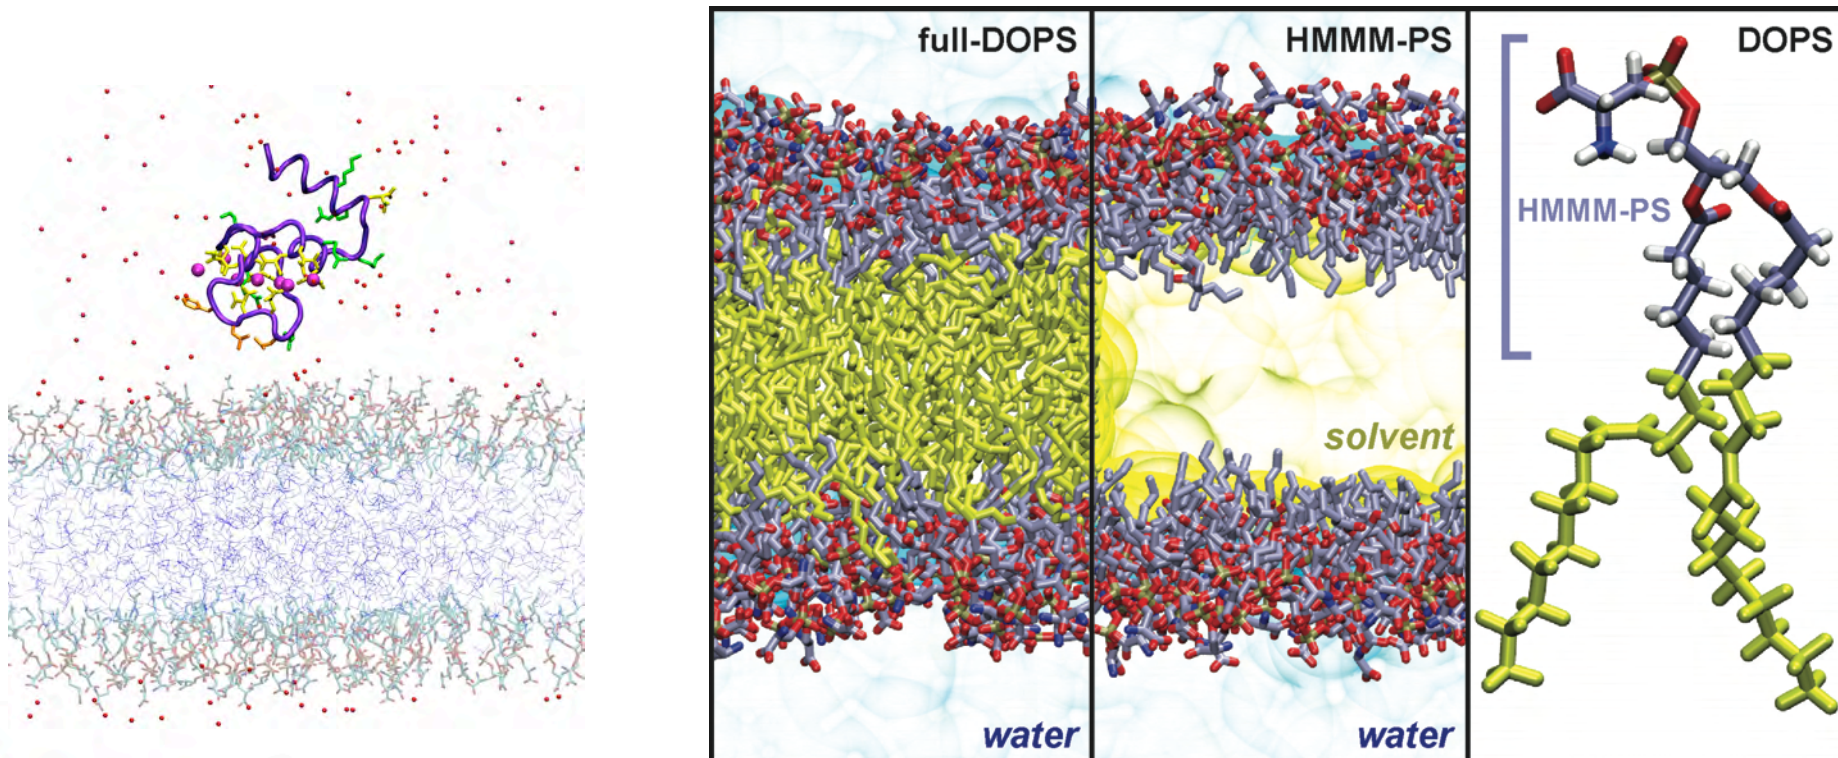 full-DOPS
HMMM-PS
DOPS
HMMM-PS
solvent
water
water